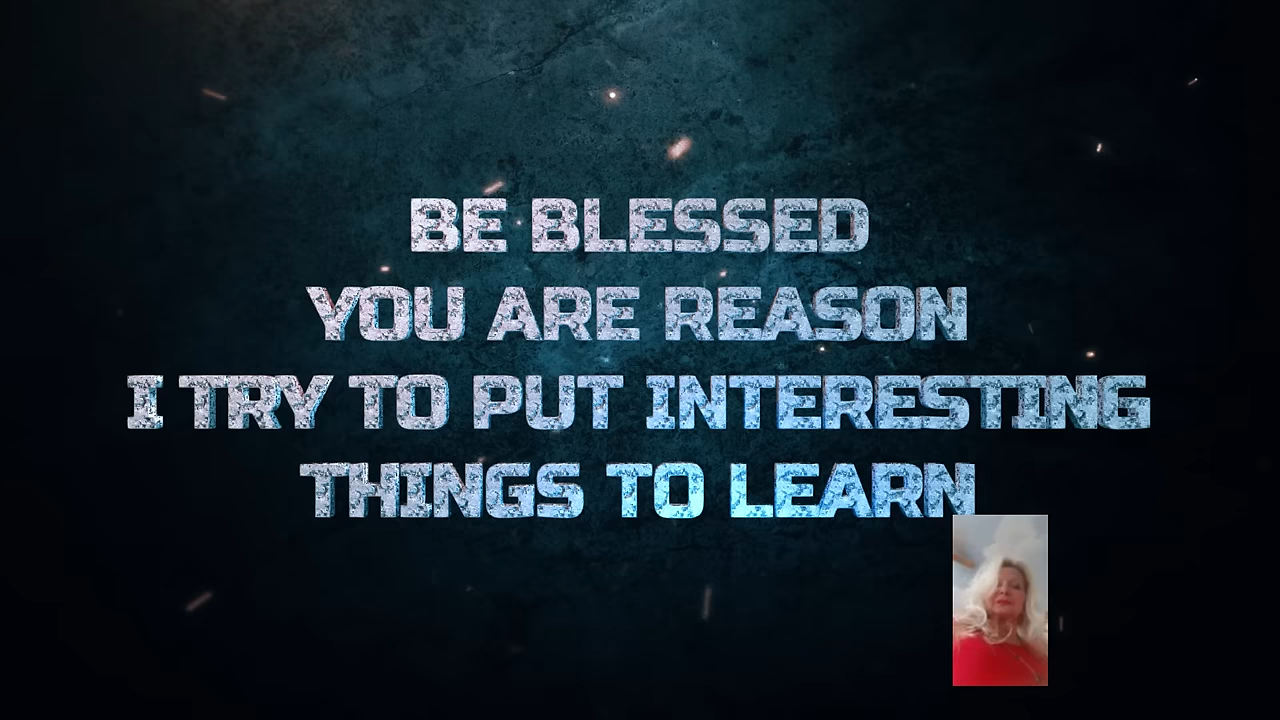 BE BLESSED
YOU ARE REASON
I TRY TO PUT INTERESTING
THINGS TO LEARN